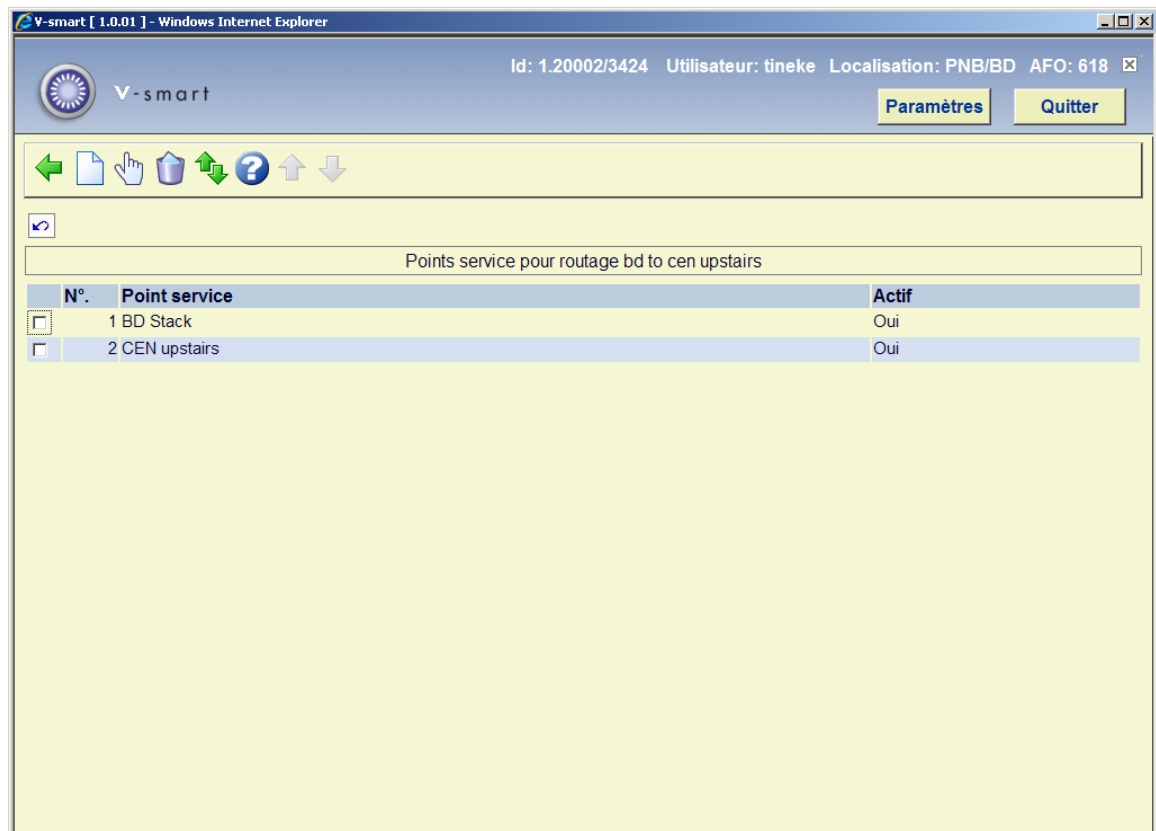 V-smart [ 1.0.01 ] - Windows Internet Explorer
Id: 1.20002/3424 Utilisateur: tineke Localisation: PNB/BD AFO: 618
V-smart
Paramètres Quitter
Points service pour routage bd to cen upstairs
N°. Point service Actif
1 BD Stack Oui
2 CEN upstairs Oui